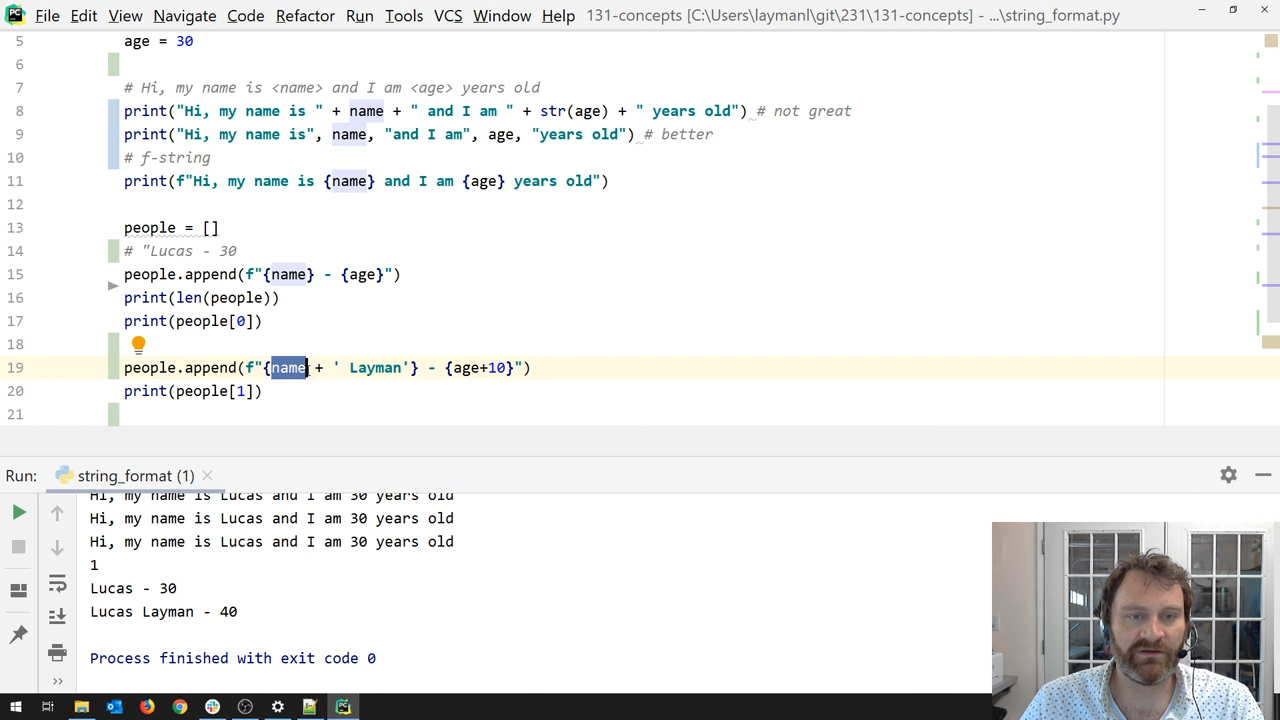 File Edit View Navigate Code Refactor Run Tools VCS Window Help 131-concepts [C:\Users\laymanl\git\231\131-concepts] - ...\string_format.py
5 age = 30
6
7 # Hi, my name is <name> and I am <age> years old
8 print("Hi, my name is " + name + " and I am " + str(age) + " years old") # not great
9 print("Hi, my name is", name, "and I am", age, "years old") # better
10 # f-string
11 print(f"Hi, my name is {name} and I am {age} years old")
12
13 people = []
14 # "Lucas - 30
15 people.append(f"{name} - {age}")
16 print(len(people))
17 print(people[0])
18
19 people.append(f"{name + ' Layman'} - {age+10}")
20 print(people[1])
21
Run: string_format (1)
Hi, my name is Lucas and I am 30 years old
Hi, my name is Lucas and I am 30 years old
Hi, my name is Lucas and I am 30 years old
1
Lucas - 30
Lucas Layman - 40
Process finished with exit code 0